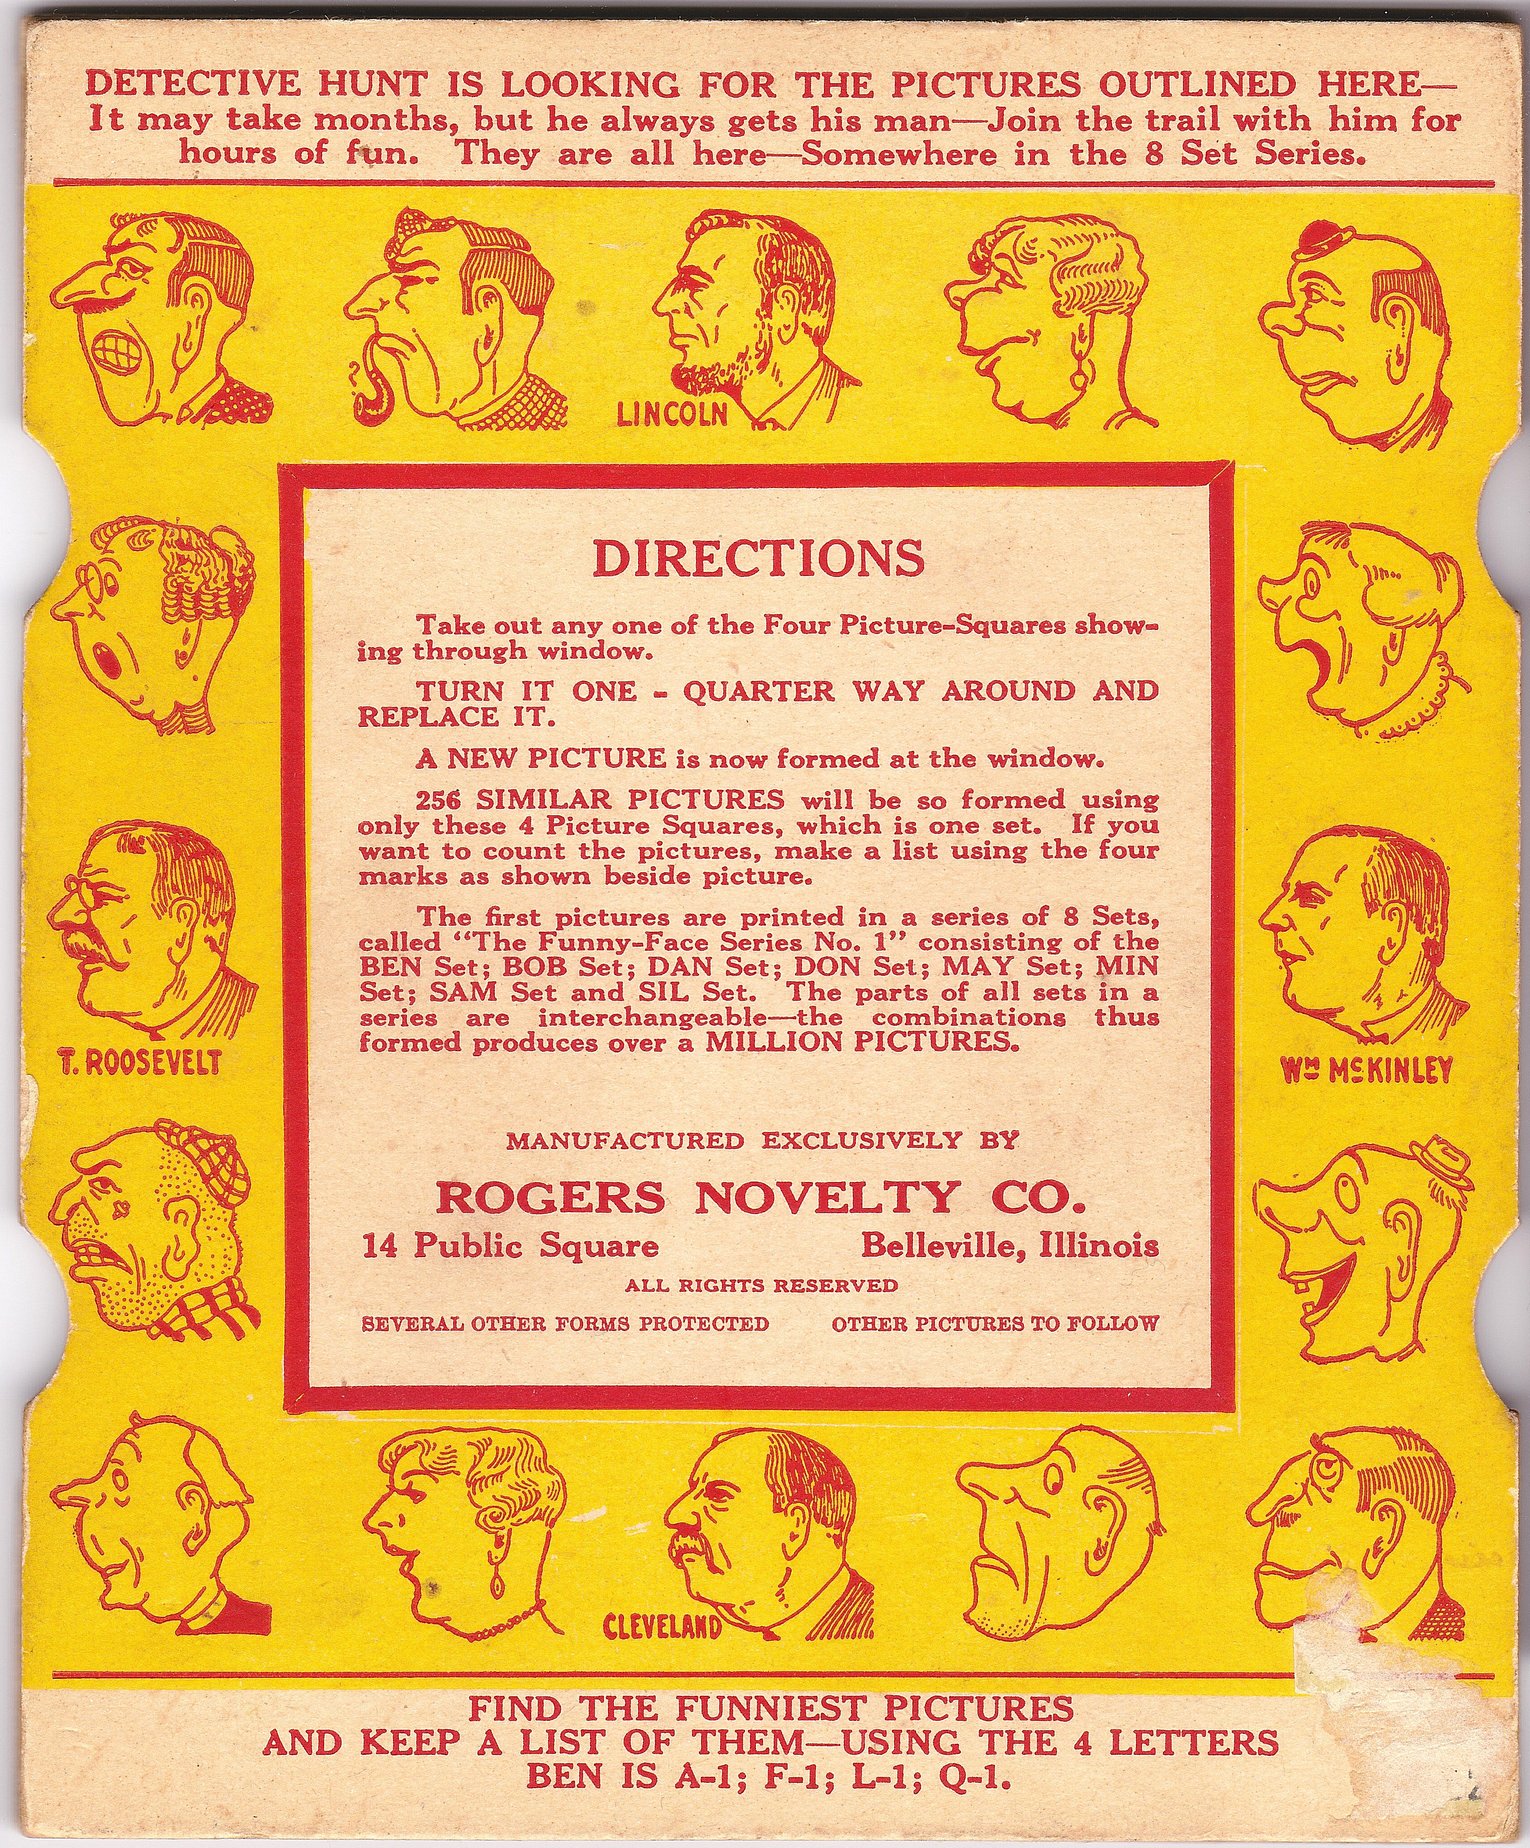 DETECTIVE HUNT IS LOOKING FOR THE PICTURES OUTLINED HERE—
It may take months, but he always gets his man—Join the trail with him for
hours of fun. They are all here—Somewhere in the 8 Set Series.
LINCOLN
DIRECTIONS
Take out any one of the Four Picture-Squares show-
ing through window.
TURN IT ONE - QUARTER WAY AROUND AND
REPLACE IT.
A NEW PICTURE is now formed at the window.
256 SIMILAR PICTURES will be so formed using
only these 4 Picture Squares, which is one set. If you
want to count the pictures, make a list using the four
marks as shown beside picture.
The first pictures are printed in a series of 8 Sets,
called "The Funny-Face Series No. 1" consisting of the
BEN Set; BOB Set; DAN Set; DON Set; MAY Set; MIN
Set; SAM Set and SIL Set. The parts of all sets in a
series are interchangeable—the combinations thus
formed produces over a MILLION PICTURES.
T. ROOSEVELT
WM MCKINLEY
MANUFACTURED EXCLUSIVELY BY
ROGERS NOVELTY CO.
14 Public Square Belleville, Illinois
ALL RIGHTS RESERVED
SEVERAL OTHER FORMS PROTECTED OTHER PICTURES TO FOLLOW
CLEVELAND
FIND THE FUNNIEST PICTURES
AND KEEP A LIST OF THEM—USING THE 4 LETTERS
BEN IS A-1; F-1; L-1; Q-1.